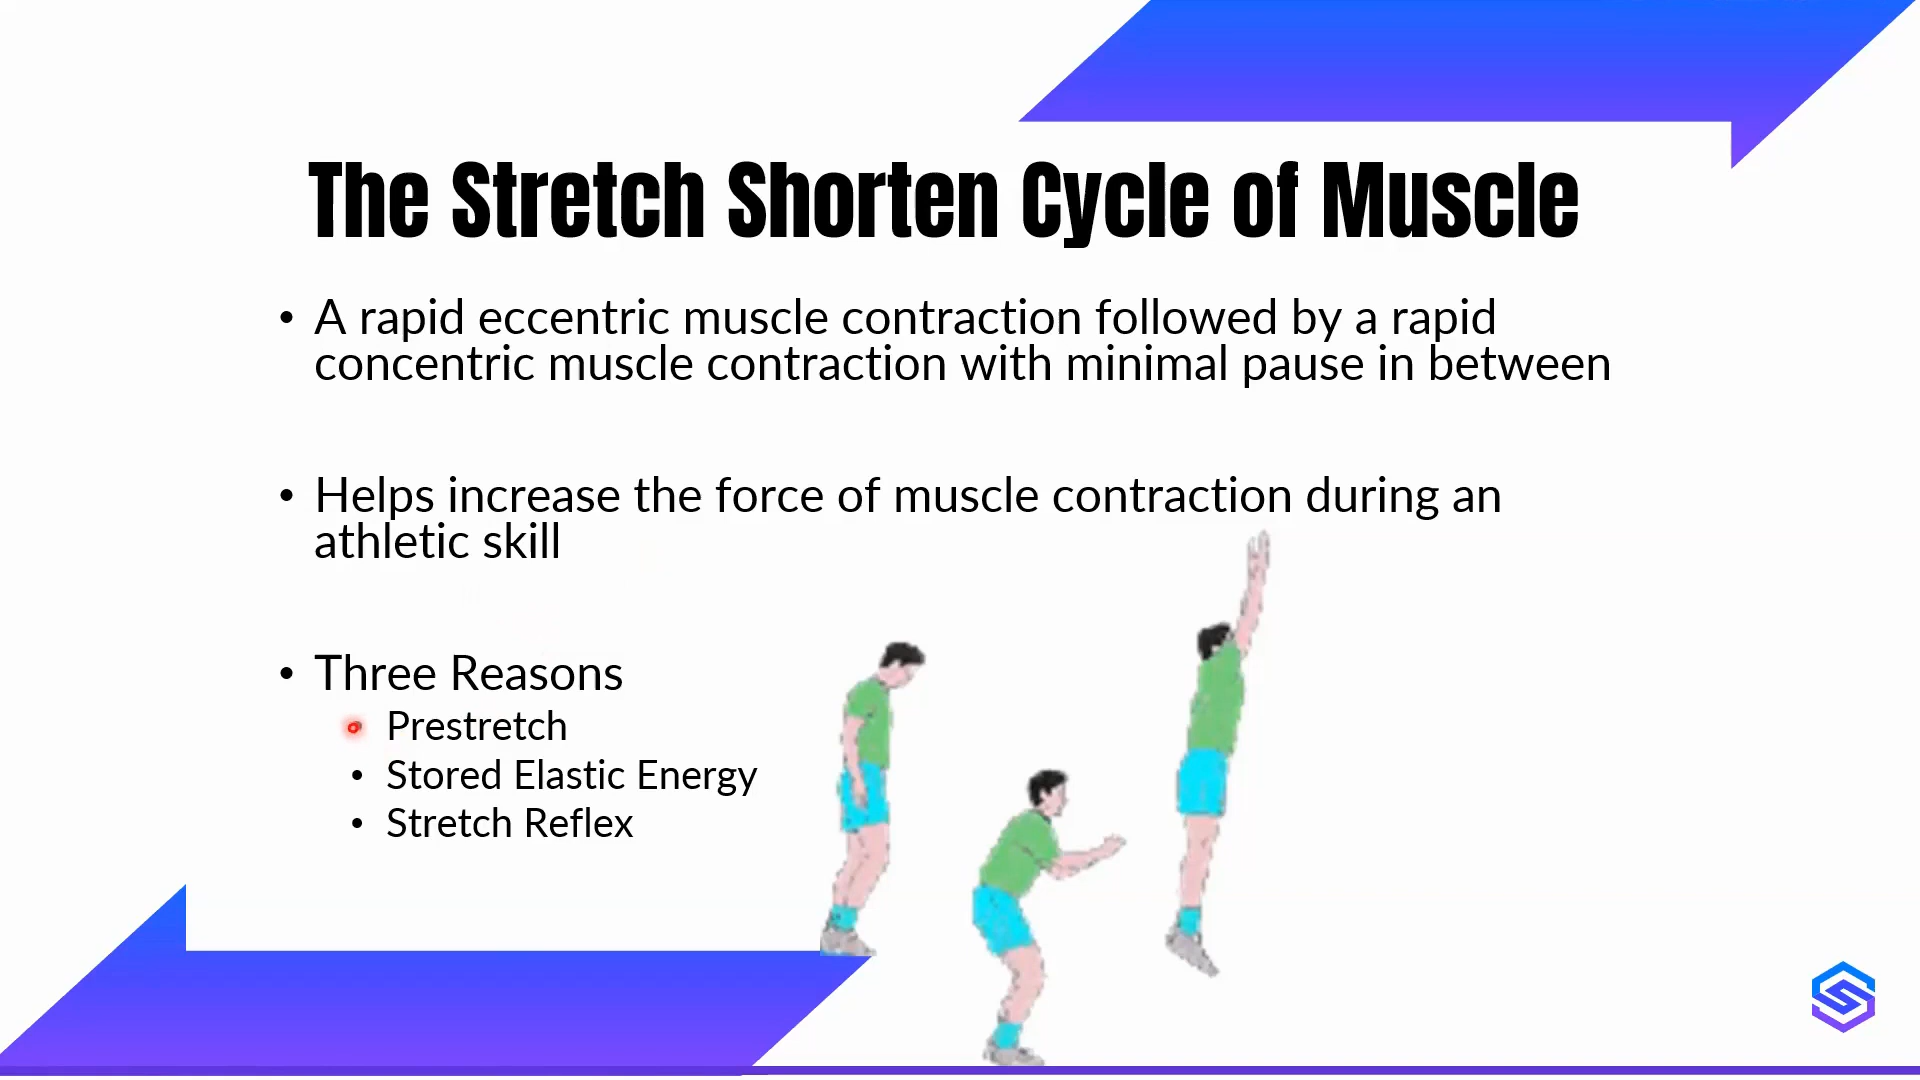 The Stretch Shorten Cycle of Muscle
• A rapid eccentric muscle contraction followed by a rapid
concentric muscle contraction with minimal pause in between
• Helps increase the force of muscle contraction during an
athletic skill
• Three Reasons
• Prestretch
• Stored Elastic Energy
• Stretch Reflex